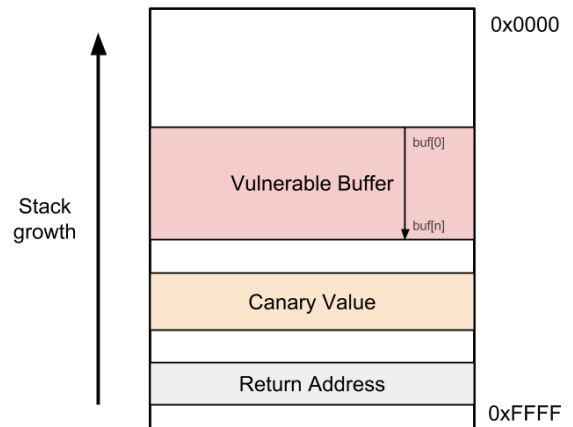 0x0000
buf[0]
Vulnerable Buffer
buf[n]
Stack
growth
Canary Value
Return Address
0xFFFF